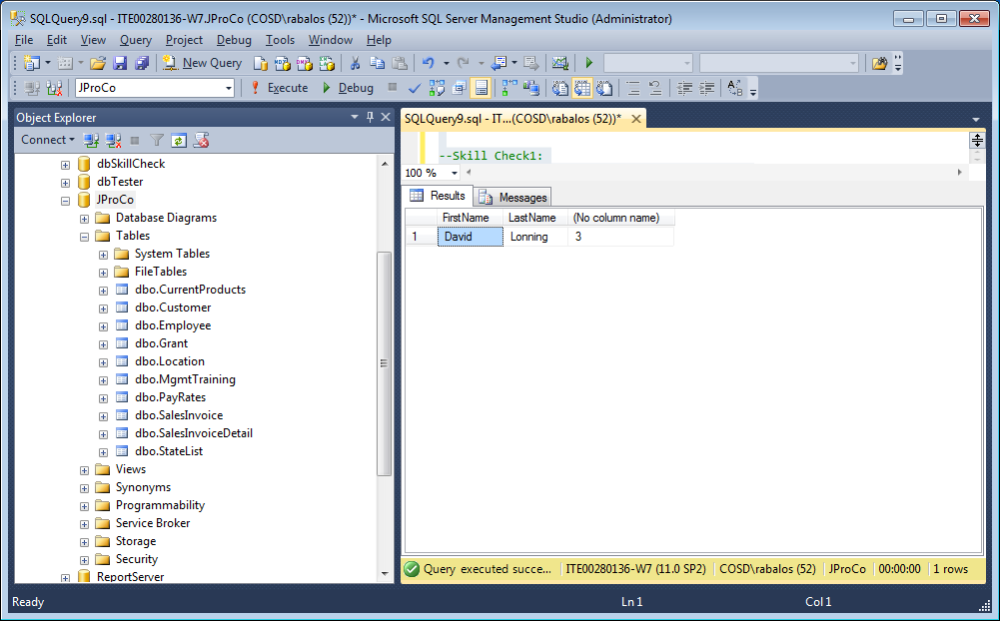 SQLQuery9.sql - ITE00280136-W7.JProCo (COSD\rabalos (52))* - Microsoft SQL Server Management Studio (Administrator)
File Edit View Query Project Debug Tools Window Help
New Query
JProCo Execute Debug
Object Explorer
Connect
dbSkillCheck
dbTester
JProCo
Database Diagrams
Tables
System Tables
FileTables
dbo.CurrentProducts
dbo.Customer
dbo.Employee
dbo.Grant
dbo.Location
dbo.MgmtTraining
dbo.PayRates
dbo.SalesInvoice
dbo.SalesInvoiceDetail
dbo.StateList
Views
Synonyms
Programmability
Service Broker
Storage
Security
ReportServer
SQLQuery9.sql - IT...(COSD\rabalos (52))*
--Skill Check1:
100 %
Results Messages
FirstName LastName (No column name)
1 David Lonning 3
Query executed succe... ITE00280136-W7 (11.0 SP2) COSD\rabalos (52) JProCo 00:00:00 1 rows
Ready Ln 1 Col 1